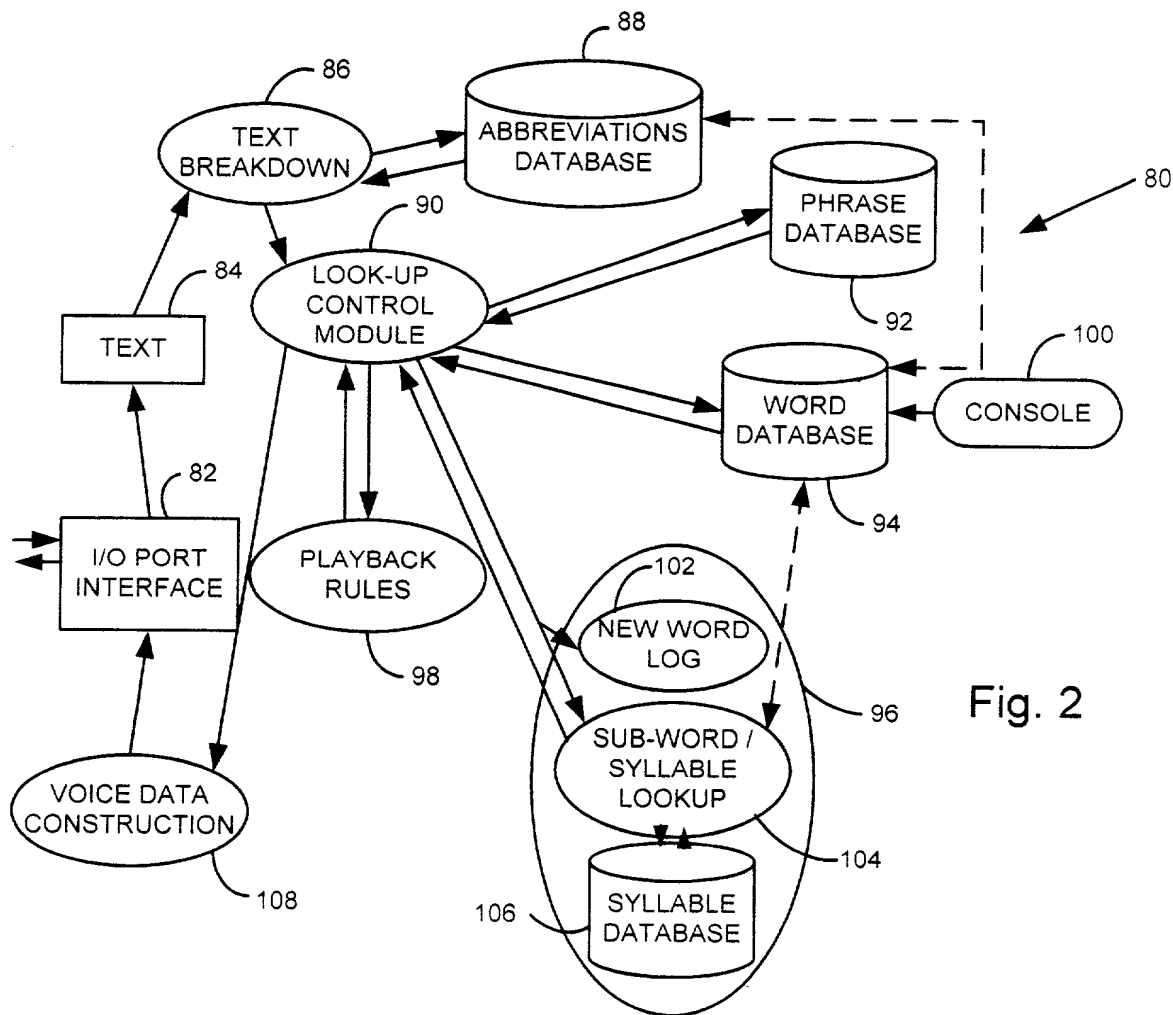 88
86
TEXT
BREAKDOWN
ABBREVIATIONS
DATABASE
80
PHRASE
DATABASE
90
84
LOOK-UP
CONTROL
MODULE
92
TEXT
100
WORD
DATABASE
CONSOLE
82
94
I/O PORT
INTERFACE
PLAYBACK
RULES
102
NEW WORD
LOG
98
96
Fig. 2
SUB-WORD /
SYLLABLE
LOOKUP
VOICE DATA
CONSTRUCTION
104
108
106
SYLLABLE
DATABASE